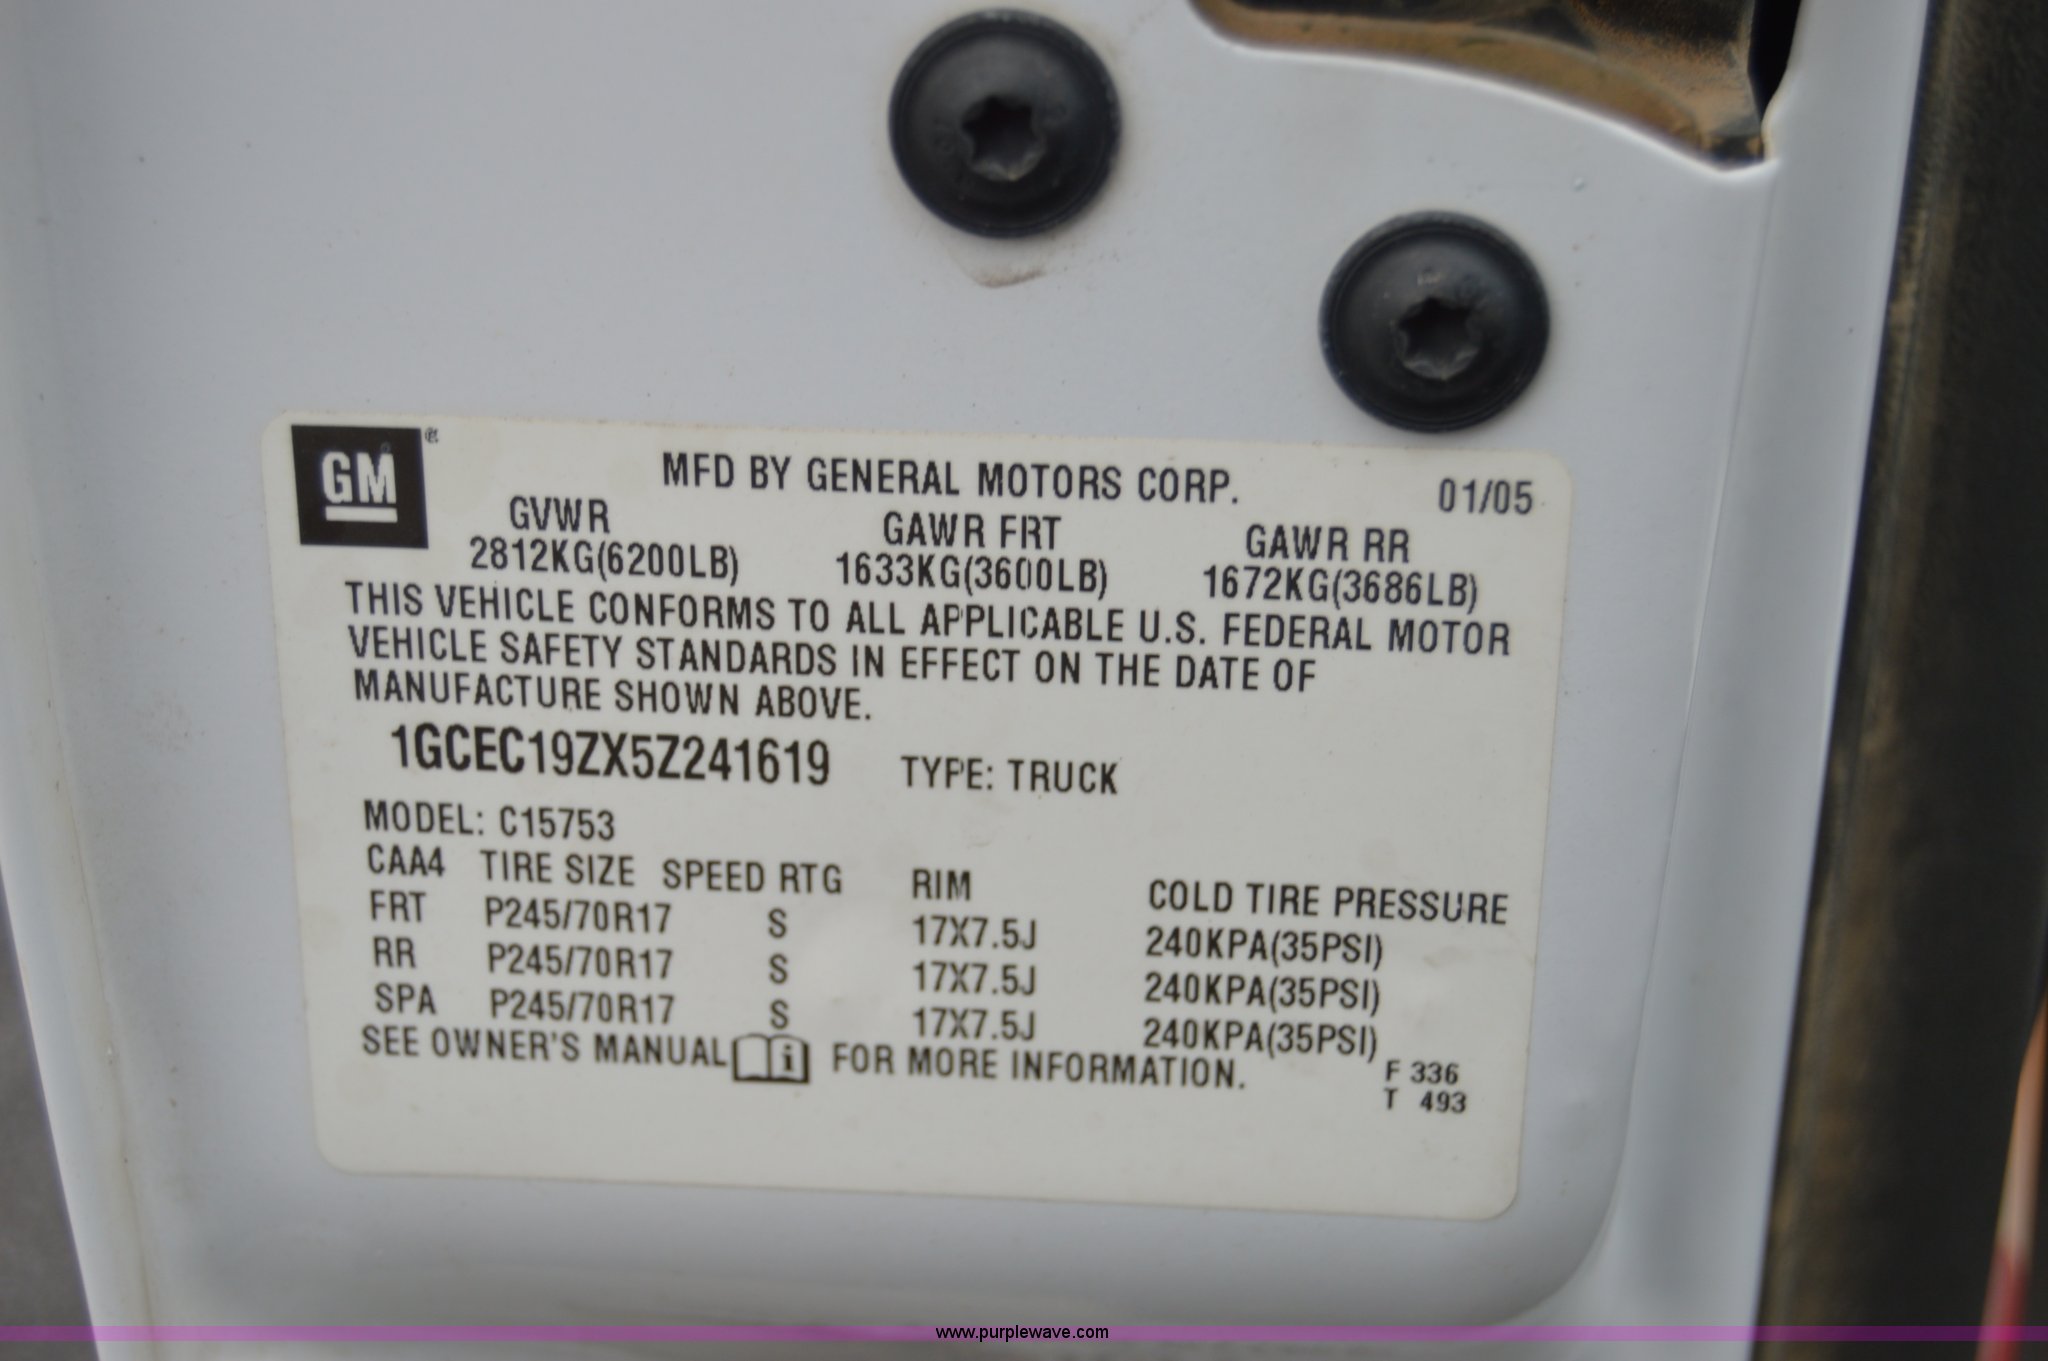 GM
MFD BY GENERAL MOTORS CORP. 01/05
GVWR GAWR FRT GAWR RR
2812KG(6200LB) 1633KG(3600LB) 1672KG(3686LB)
THIS VEHICLE CONFORMS TO ALL APPLICABLE U.S. FEDERAL MOTOR
VEHICLE SAFETY STANDARDS IN EFFECT ON THE DATE OF
MANUFACTURE SHOWN ABOVE.
1GCEC19ZX5Z241619 TYPE: TRUCK
MODEL: C15753
CAA4 TIRE SIZE SPEED RTG RIM COLD TIRE PRESSURE
FRT P245/70R17 S 17X7.5J 240KPA(35PSI)
RR P245/70R17 S 17X7.5J 240KPA(35PSI)
SPA P245/70R17 S 17X7.5J 240KPA(35PSI)
SEE OWNER'S MANUAL i FOR MORE INFORMATION.
F 336
T 493
www.purplewave.com